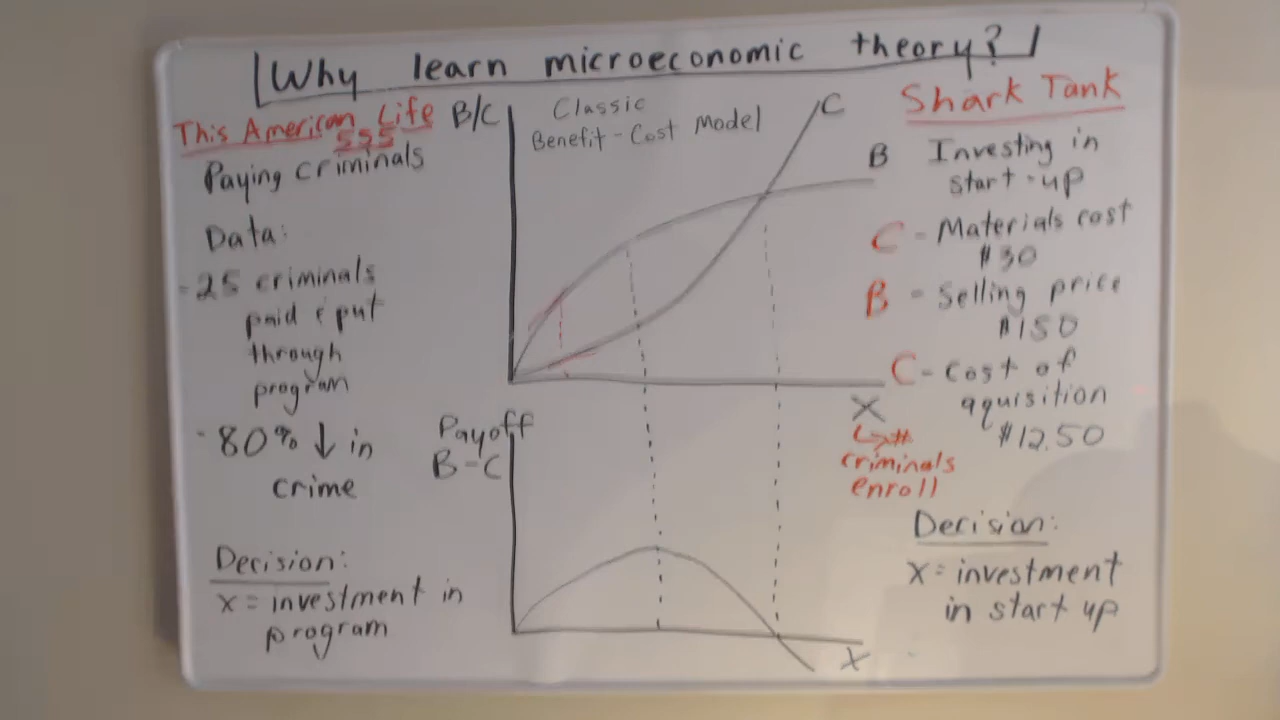 Why learn microeconomic theory?
This American Life
555
Paying criminals
Data:
- 25 criminals
paid & put
through
program
- 80% ↓ in
crime
Decision:
x = investment in
program
B/C
Classic
Benefit-Cost Model
C
B
X
↳ #
criminals
enroll
Payoff
B-C
X
Shark Tank
Investing in
start-up
C - Materials cost
$30
B - Selling price
$150
C - Cost of
aquisition
$12.50
Decision:
X = investment
in start up